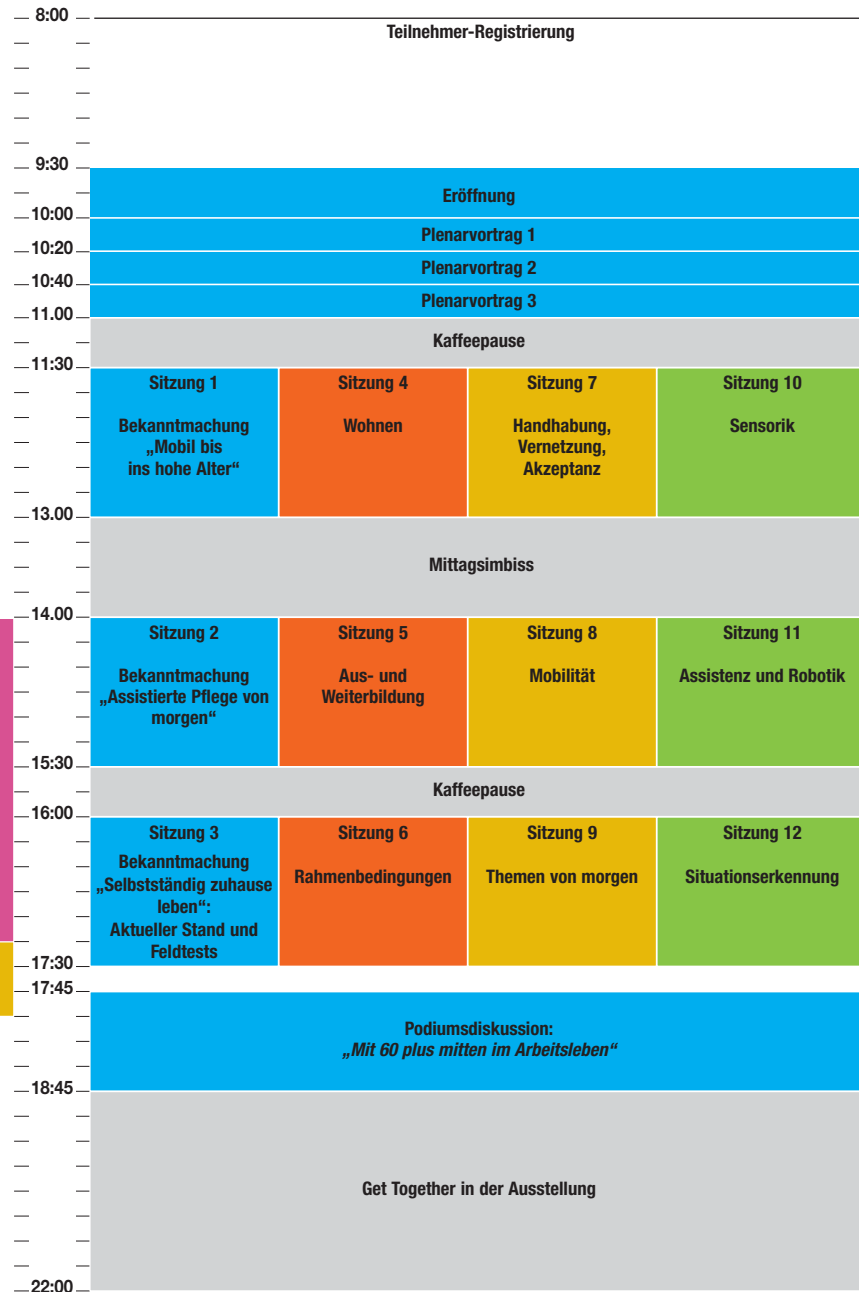 8:00
Teilnehmer-Registrierung
9:30
Eröffnung
10:00
Plenarvortrag 1
10:20
Plenarvortrag 2
10:40
Plenarvortrag 3
11.00
Kaffeepause
11:30
Sitzung 1
Bekanntmachung
„Mobil bis
ins hohe Alter“
Sitzung 4
Wohnen
Sitzung 7
Handhabung,
Vernetzung,
Akzeptanz
Sitzung 10
Sensorik
13.00
Mittagsimbiss
14.00
Sitzung 2
Bekanntmachung
„Assistierte Pflege von
morgen“
Sitzung 5
Aus- und
Weiterbildung
Sitzung 8
Mobilität
Sitzung 11
Assistenz und Robotik
15:30
Kaffeepause
16:00
Sitzung 3
Bekanntmachung
„Selbstständig zuhause
leben“:
Aktueller Stand und
Feldtests
Sitzung 6
Rahmenbedingungen
Sitzung 9
Themen von morgen
Sitzung 12
Situationserkennung
17:30
17:45
Podiumsdiskussion:
„Mit 60 plus mitten im Arbeitsleben“
18:45
Get Together in der Ausstellung
22:00